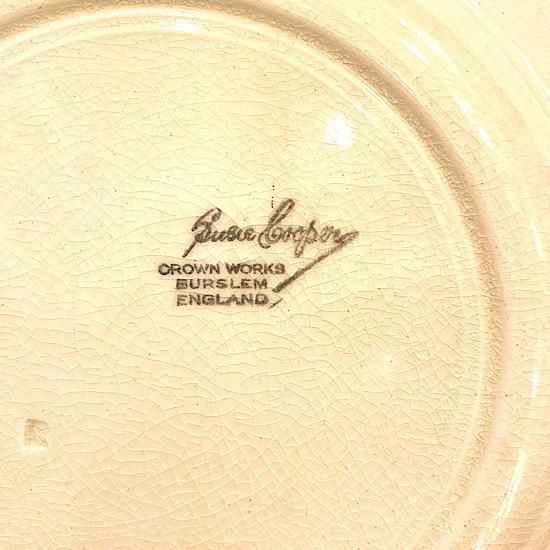 Susie Cooper
CROWN WORKS
BURSLEM
ENGLAND